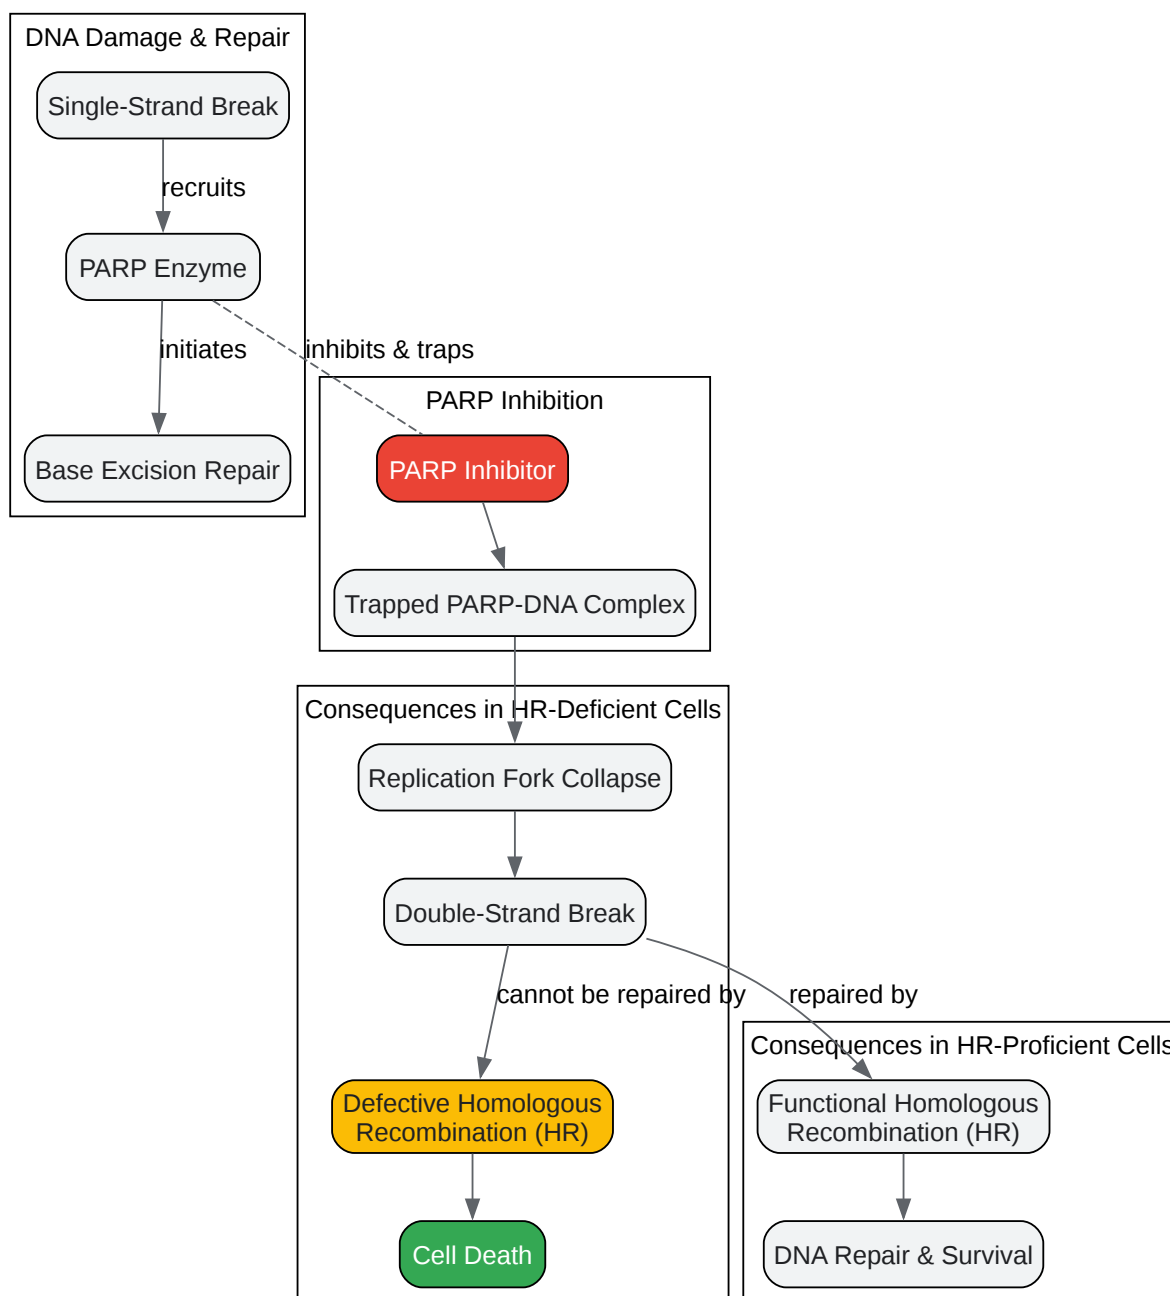 DNA Damage & Repair
Single-Strand Break
recruits
PARP Enzyme
initiates
inhibits & traps
PARP Inhibition
Base Excision Repair
PARP Inhibitor
Trapped PARP-DNA Complex
Consequences in HR-Deficient Cells
Replication Fork Collapse
Double-Strand Break
cannot be repaired by
repaired by
Consequences in HR-Proficient Cells
Defective Homologous
Recombination (HR)
Functional Homologous
Recombination (HR)
Cell Death
DNA Repair & Survival